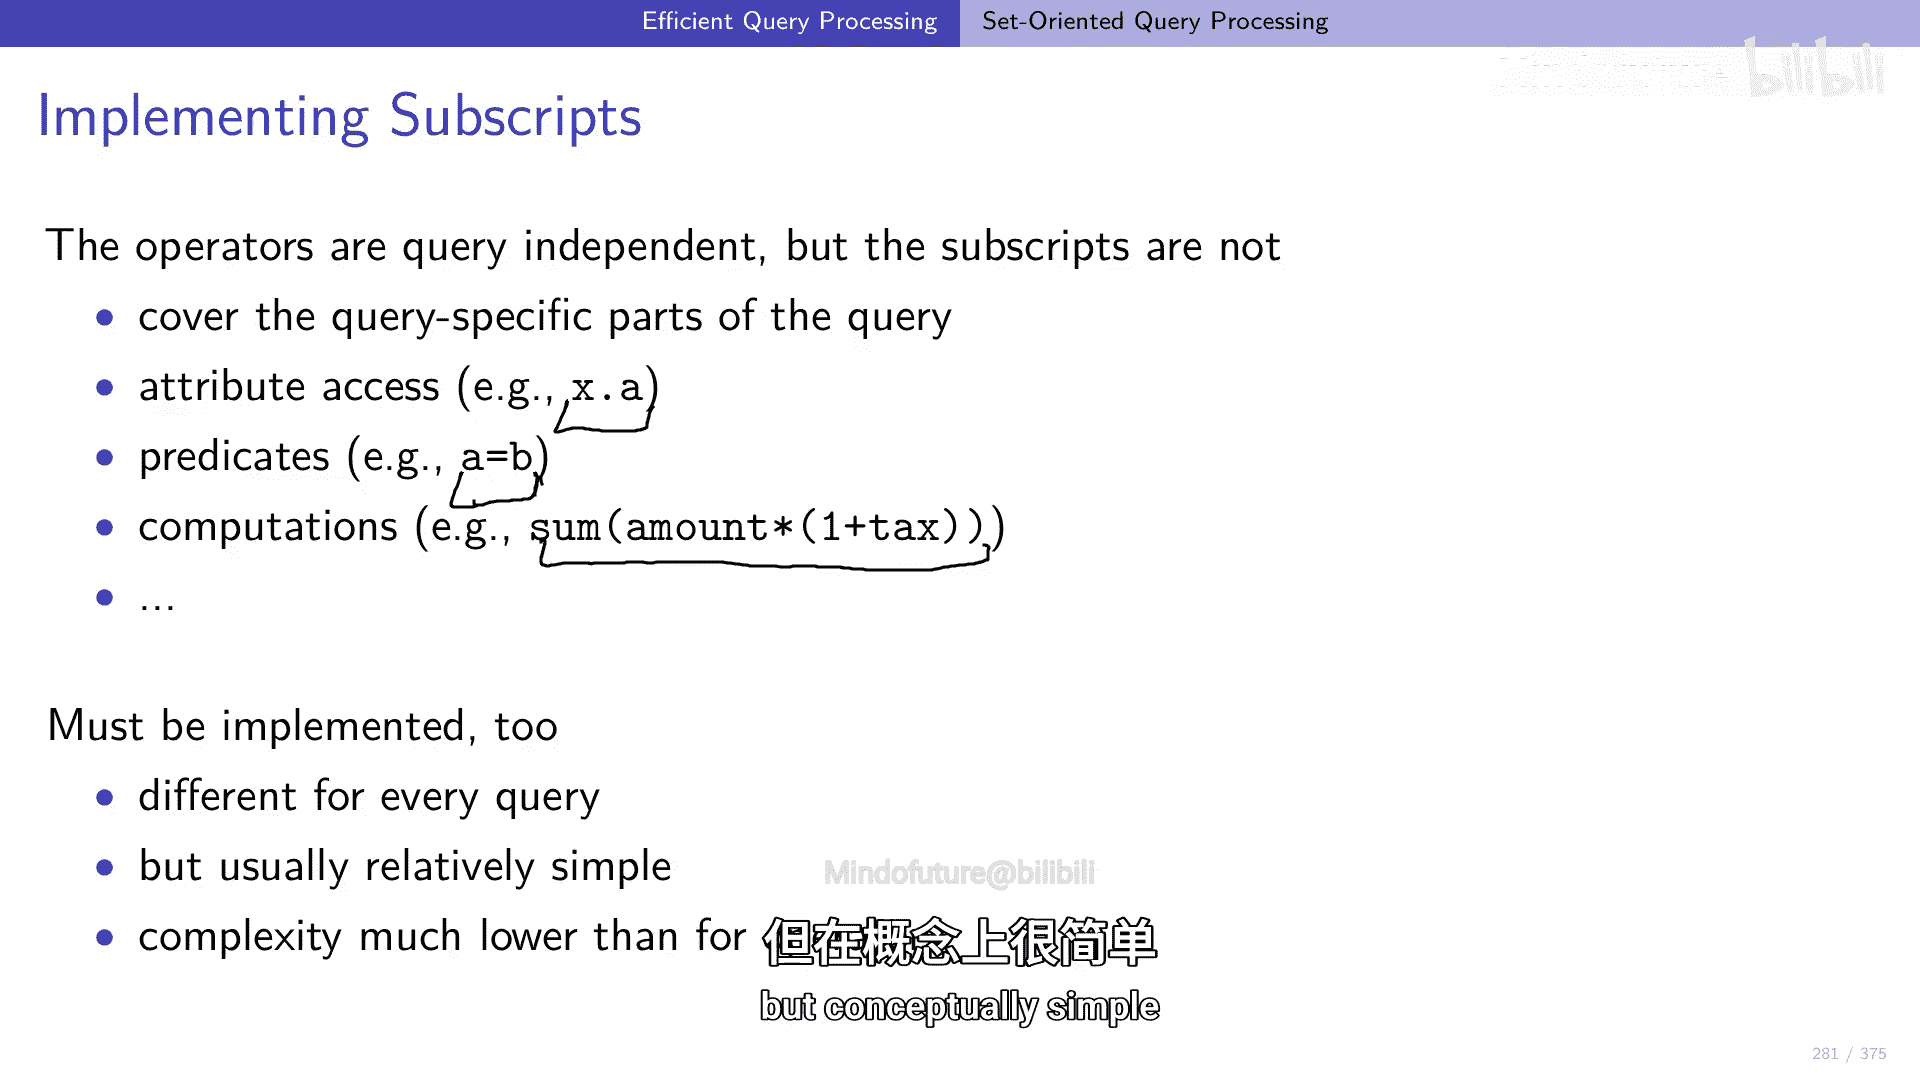 Efficient Query Processing
Set-Oriented Query Processing
bilibili
Implementing Subscripts
The operators are query independent, but the subscripts are not
• cover the query-specific parts of the query
• attribute access (e.g., x.a)
• predicates (e.g., a=b)
• computations (e.g., sum(amount*(1+tax)))
• ...
Must be implemented, too
• different for every query
• but usually relatively simple
Mindofuture@bilibili
• complexity much lower than for
但在概念上很简单
but conceptually simple
281 / 375